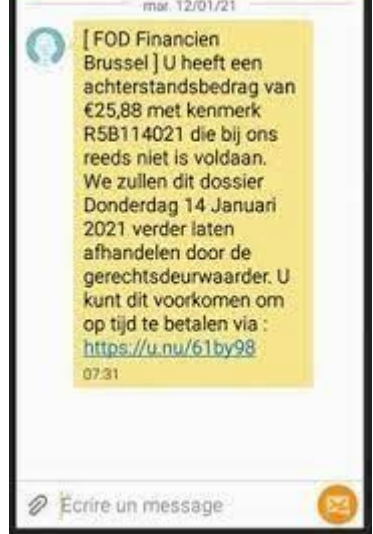 mar. 12/01/21
[ FOD Financien
Brussel ] U heeft een
achterstandsbedrag van
€25,88 met kenmerk
R5B114021 die bij ons
reeds niet is voldaan.
We zullen dit dossier
Donderdag 14 Januari
2021 verder laten
afhandelen door de
gerechtsdeurwaarder. U
kunt dit voorkomen om
op tijd te betalen via :
https://u.nu/61by98
07:31
Écrire un message